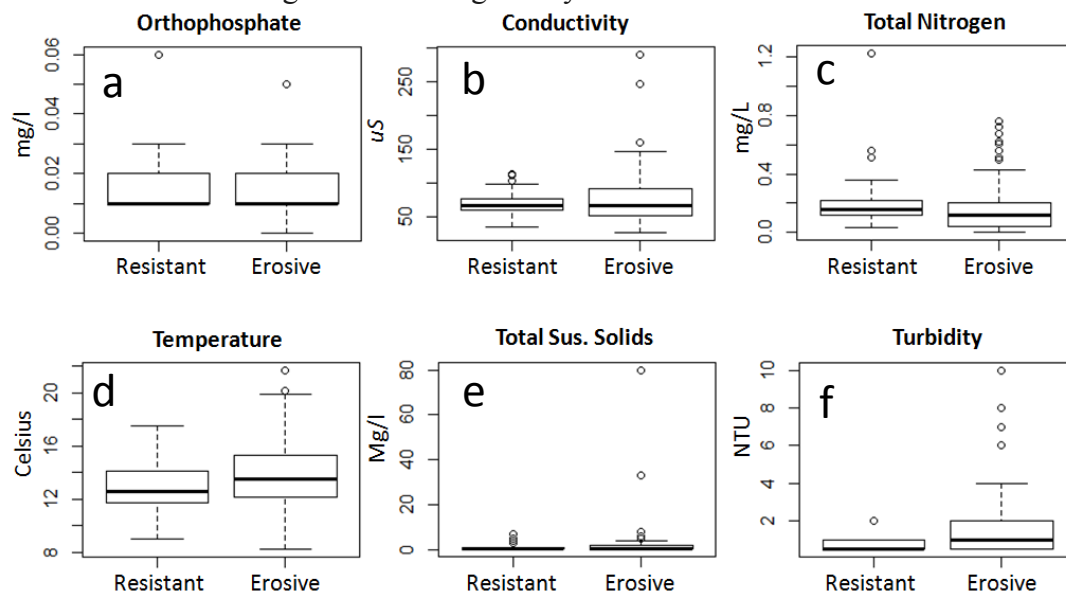 Orthophosphate
a
mg/l
0.06
0.04
0.02
0.00
Resistant Erosive
Conductivity
b
uS
250
150
50
Resistant Erosive
Total Nitrogen
c
mg/L
1.2
0.8
0.4
0.0
Resistant Erosive
Temperature
d
Celsius
20
16
12
8
Resistant Erosive
Total Sus. Solids
e
Mg/l
80
60
40
20
0
Resistant Erosive
Turbidity
f
NTU
10
8
6
4
2
Resistant Erosive